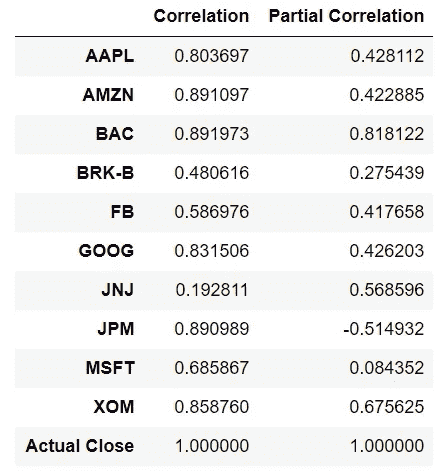 Correlation Partial Correlation
AAPL 0.803697 0.428112
AMZN 0.891097 0.422885
BAC 0.891973 0.818122
BRK-B 0.480616 0.275439
FB 0.586976 0.417658
GOOG 0.831506 0.426203
JNJ 0.192811 0.568596
JPM 0.890989 -0.514932
MSFT 0.685867 0.084352
XOM 0.858760 0.675625
Actual Close 1.000000 1.000000